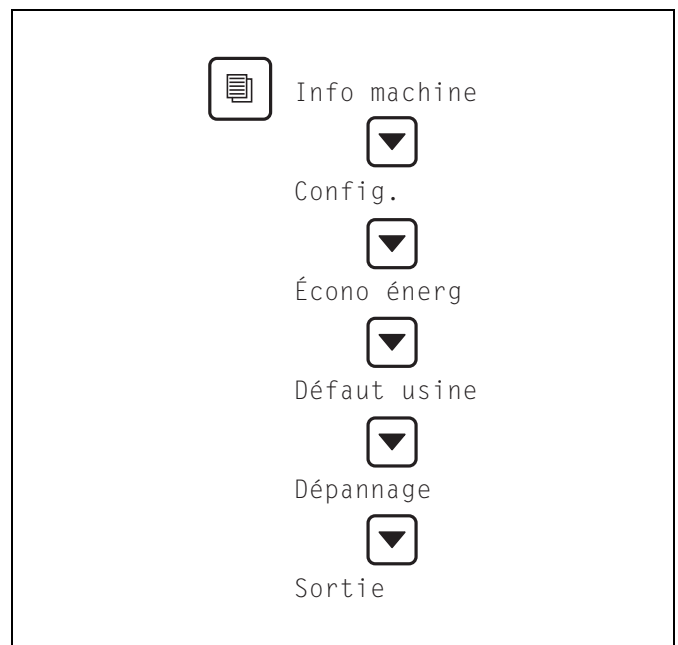 Info machine
Config.
Écono énerg
Défaut usine
Dépannage
Sortie